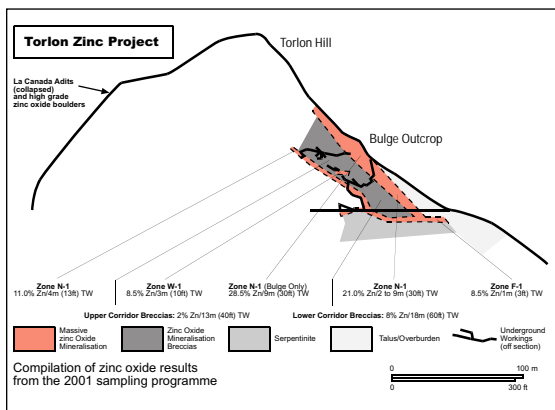 Torlon Zinc Project
Torlon Hill
La Canada Adits
(collapsed)
and high grade
zinc oxide boulders
Bulge Outcrop
Zone N-1
11.0% Zn/4m (13ft) TW
Zone W-1
8.5% Zn/3m (10ft) TW
Zone N-1 (Bulge Only)
28.5% Zn/9m (30ft) TW
Zone N-1
21.0% Zn/2 to 9m (30ft) TW
Zone F-1
8.5% Zn/1m (3ft) TW
Upper Corridor Breccias: 2% Zn/13m (40ft) TW
Lower Corridor Breccias: 8% Zn/18m (60ft) TW
Massive
zinc Oxide
Mineralisation
Zinc Oxide
Mineralisation
Breccias
Serpentinite
Talus/Overburden
Underground
Workings
(off section)
Compilation of zinc oxide results
from the 2001 sampling programme
0 100 m
0 300 ft